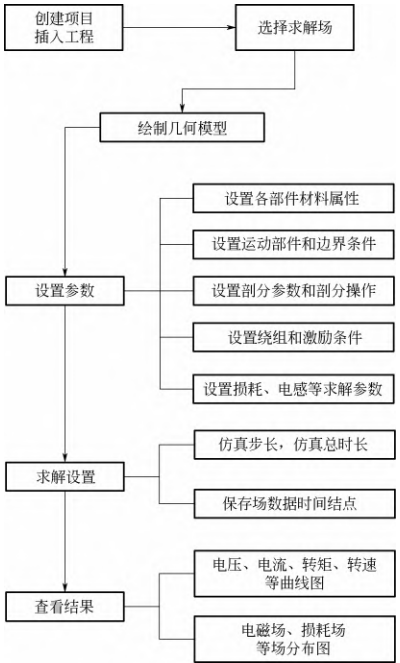 创建项目
插入工程
选择求解场
绘制几何模型
设置各部件材料属性
设置运动部件和边界条件
设置参数
设置剖分参数和剖分操作
设置绕组和激励条件
设置损耗、电感等求解参数
仿真步长，仿真总时长
求解设置
保存场数据时间结点
电压、电流、转矩、转速
等曲线图
查看结果
电磁场、损耗场
等场分布图